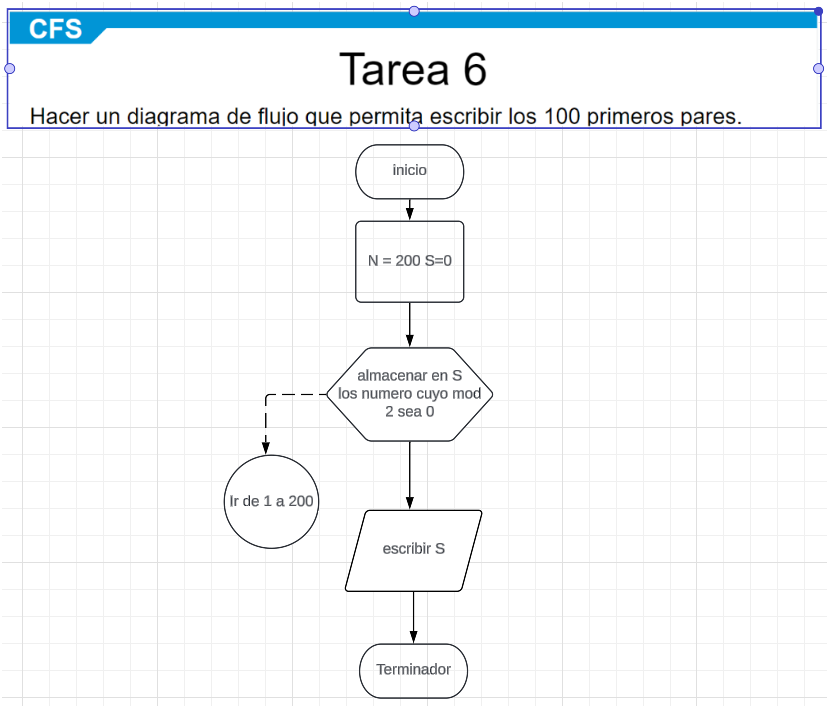 CFS
Tarea 6
Hacer un diagrama de flujo que permita escribir los 100 primeros pares.
inicio
N = 200 S=0
almacenar en S
los numero cuyo mod
2 sea 0
Ir de 1 a 200
escribir S
Terminador